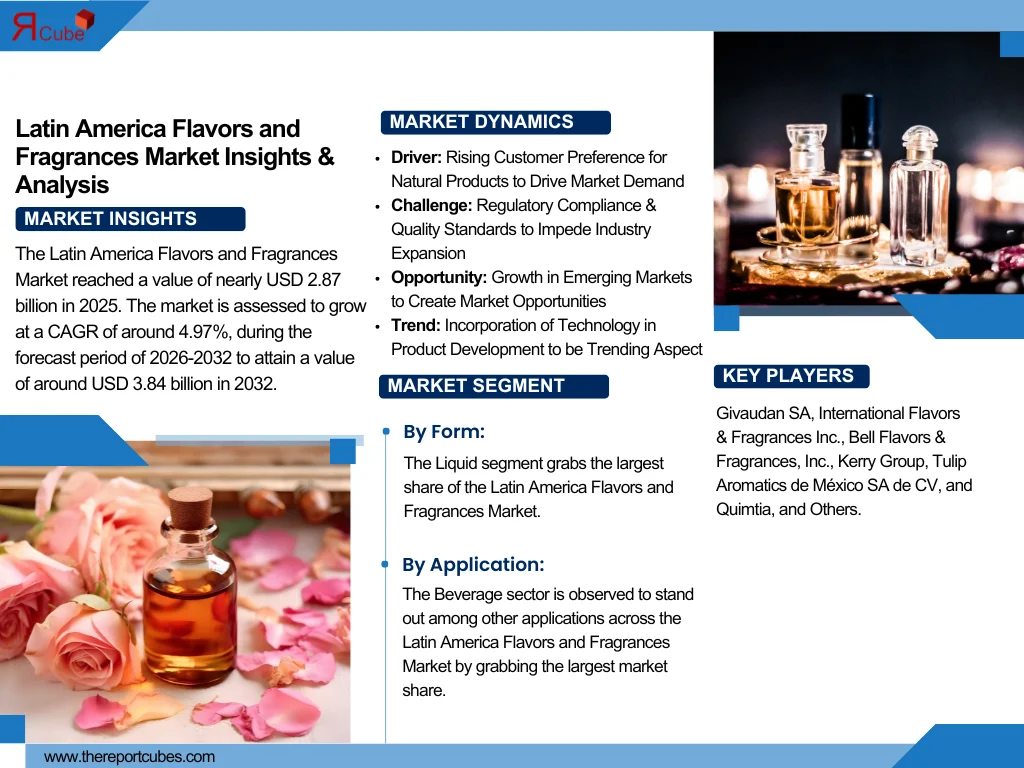 ЯCube
Latin America Flavors and
Fragrances Market Insights &
Analysis
MARKET INSIGHTS
The Latin America Flavors and Fragrances
Market reached a value of nearly USD 2.87
billion in 2025. The market is assessed to grow
at a CAGR of around 4.97%, during the
forecast period of 2026-2032 to attain a value
of around USD 3.84 billion in 2032.
MARKET DYNAMICS
• Driver: Rising Customer Preference for
Natural Products to Drive Market Demand
• Challenge: Regulatory Compliance &
Quality Standards to Impede Industry
Expansion
• Opportunity: Growth in Emerging Markets
to Create Market Opportunities
• Trend: Incorporation of Technology in
Product Development to be Trending Aspect
MARKET SEGMENT
By Form:
The Liquid segment grabs the largest
share of the Latin America Flavors and
Fragrances Market.
By Application:
The Beverage sector is observed to stand
out among other applications across the
Latin America Flavors and Fragrances
Market by grabbing the largest market
share.
KEY PLAYERS
Givaudan SA, International Flavors
& Fragrances Inc., Bell Flavors &
Fragrances, Inc., Kerry Group, Tulip
Aromatics de México SA de CV, and
Quimtia, and Others.
www.thereportcubes.com